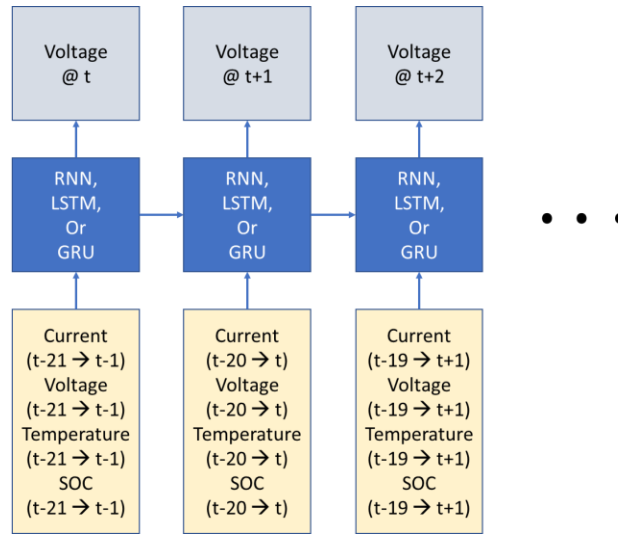 Voltage
@ t
Voltage
@ t+1
Voltage
@ t+2
RNN,
LSTM,
Or
GRU
RNN,
LSTM,
Or
GRU
RNN,
LSTM,
Or
GRU
Current
(t-21 → t-1)
Voltage
(t-21 → t-1)
Temperature
(t-21 → t-1)
SOC
(t-21 → t-1)
Current
(t-20 → t)
Voltage
(t-20 → t)
Temperature
(t-20 → t)
SOC
(t-20 → t)
Current
(t-19 → t+1)
Voltage
(t-19 → t+1)
Temperature
(t-19 → t+1)
SOC
(t-19 → t+1)